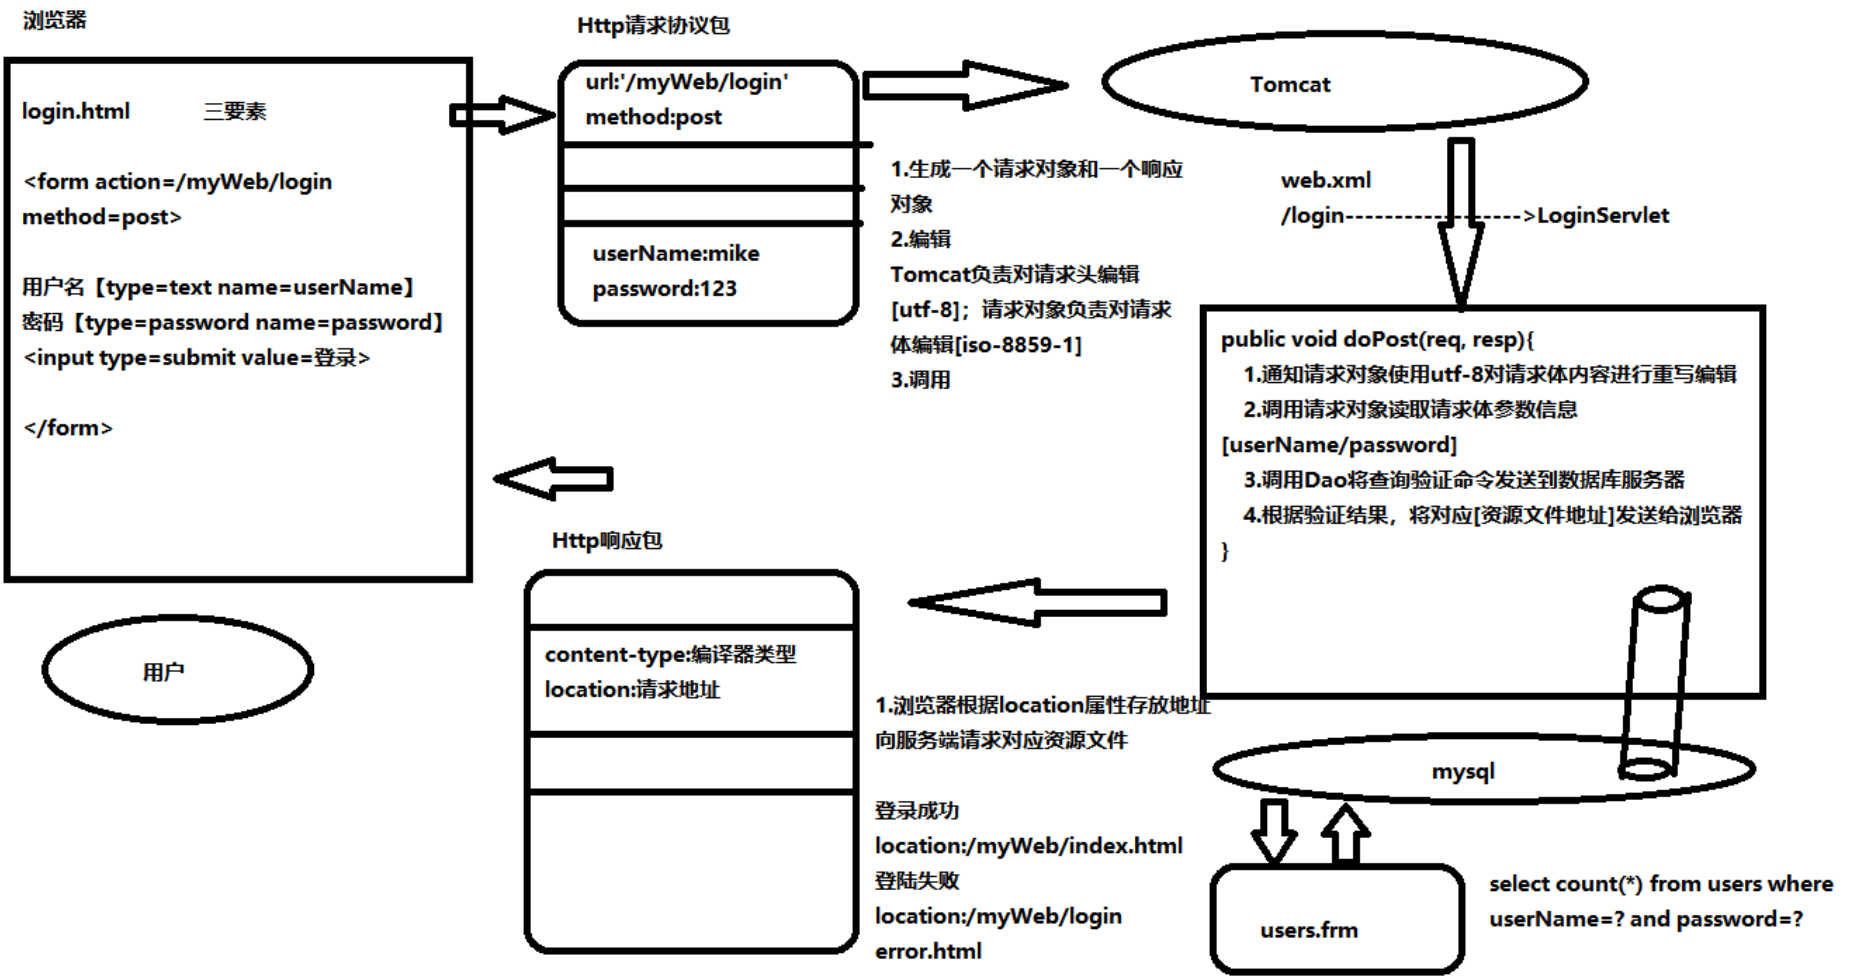 浏览器
login.html 三要素
<form action=/myWeb/login
method=post>
用户名【type=text name=userName】
密码【type=password name=password】
<input type=submit value=登录>
</form>
用户
Http请求协议包
url:'/myWeb/login'
method:post
userName:mike
password:123
1.生成一个请求对象和一个响应
对象
2.编辑
Tomcat负责对请求头编辑
[utf-8]；请求对象负责对请求
体编辑[iso-8859-1]
3.调用
Tomcat
web.xml
/login------------------>LoginServlet
public void doPost(req, resp){
1.通知请求对象使用utf-8对请求体内容进行重写编辑
2.调用请求对象读取请求体参数信息
[userName/password]
3.调用Dao将查询验证命令发送到数据库服务器
4.根据验证结果，将对应[资源文件地址]发送给浏览器
}
mysql
users.frm
select count(*) from users where
userName=? and password=?
Http响应包
content-type:编译器类型
location:请求地址
1.浏览器根据location属性存放地址
向服务端请求对应资源文件
登录成功
location:/myWeb/index.html
登陆失败
location:/myWeb/login
error.html